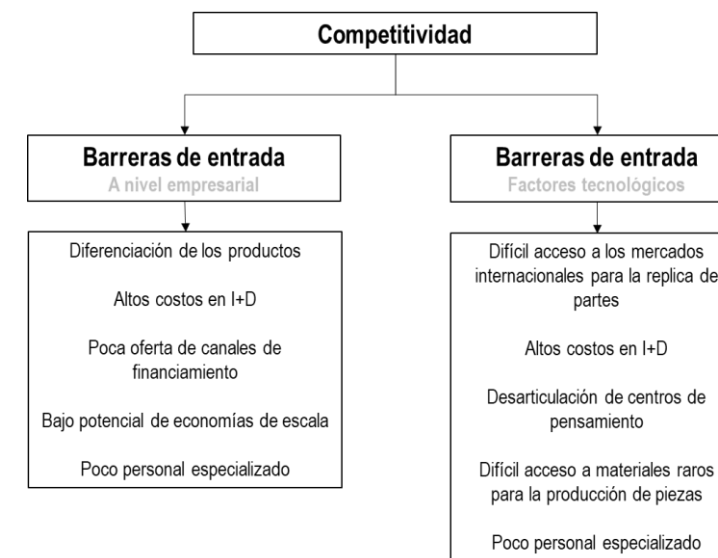 Competitividad
Barreras de entrada
A nivel empresarial
Diferenciación de los productos
Altos costos en I+D
Poca oferta de canales de
financiamiento
Bajo potencial de economías de escala
Poco personal especializado
Barreras de entrada
Factores tecnológicos
Difícil acceso a los mercados
internacionales para la replica de
partes
Altos costos en I+D
Desarticulación de centros de
pensamiento
Difícil acceso a materiales raros
para la producción de piezas
Poco personal especializado